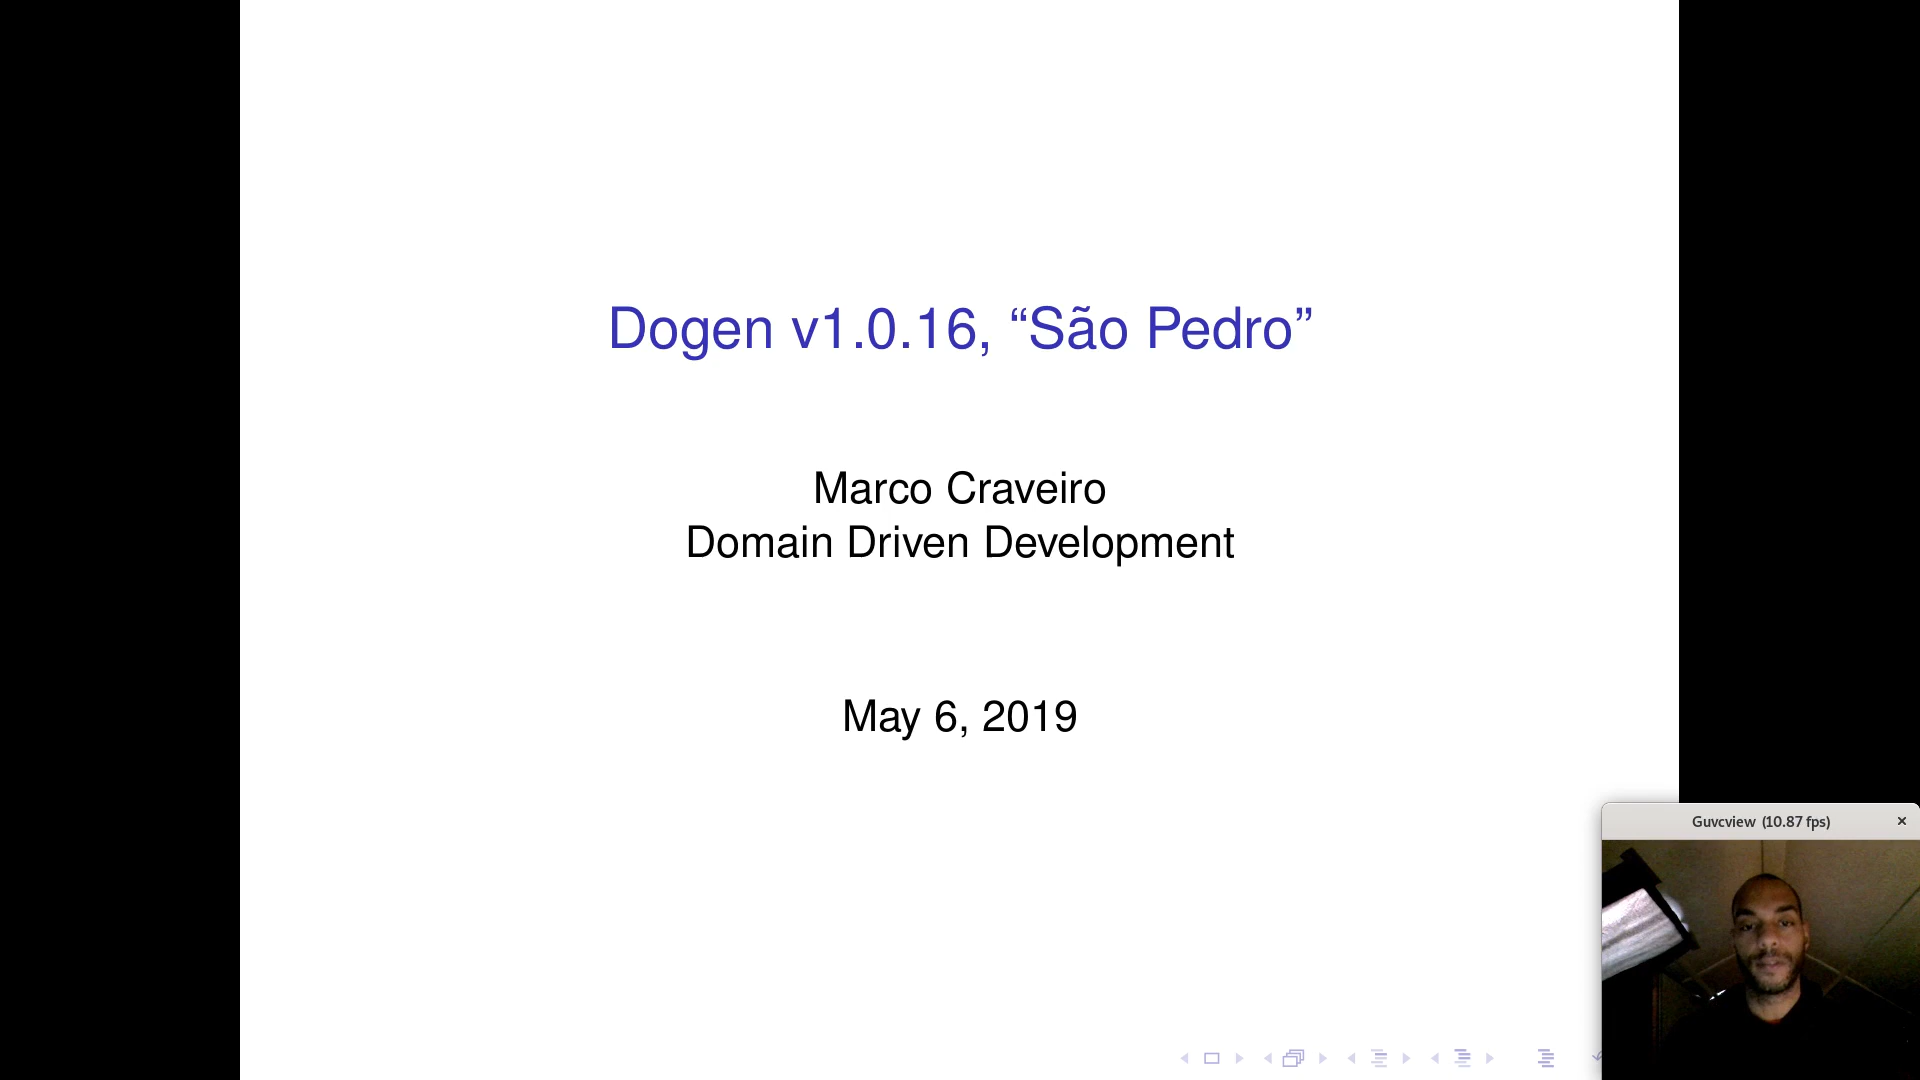 Dogen v1.0.16, “São Pedro”
Marco Craveiro
Domain Driven Development
May 6, 2019
Guvcview (10.87 fps)